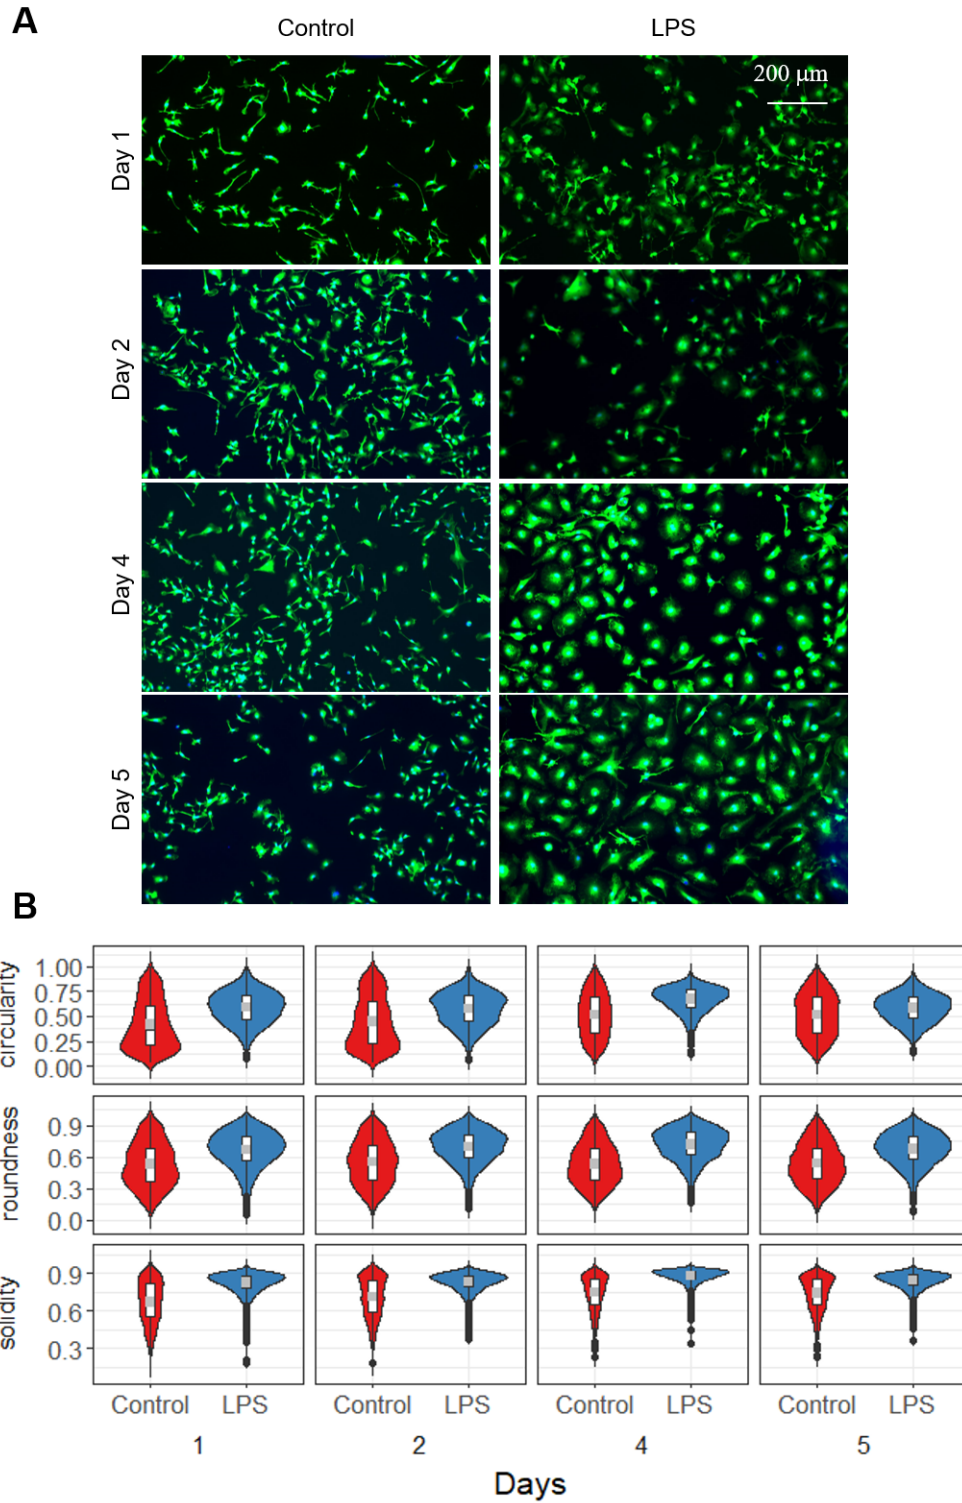 A
Control LPS
200 µm
Day 1
Day 2
Day 4
Day 5
B
circularity
1.00
0.75
0.50
0.25
0.00
roundness
0.9
0.6
0.3
0.0
solidity
0.9
0.6
0.3
Control LPS Control LPS Control LPS Control LPS
1 2 4 5
Days